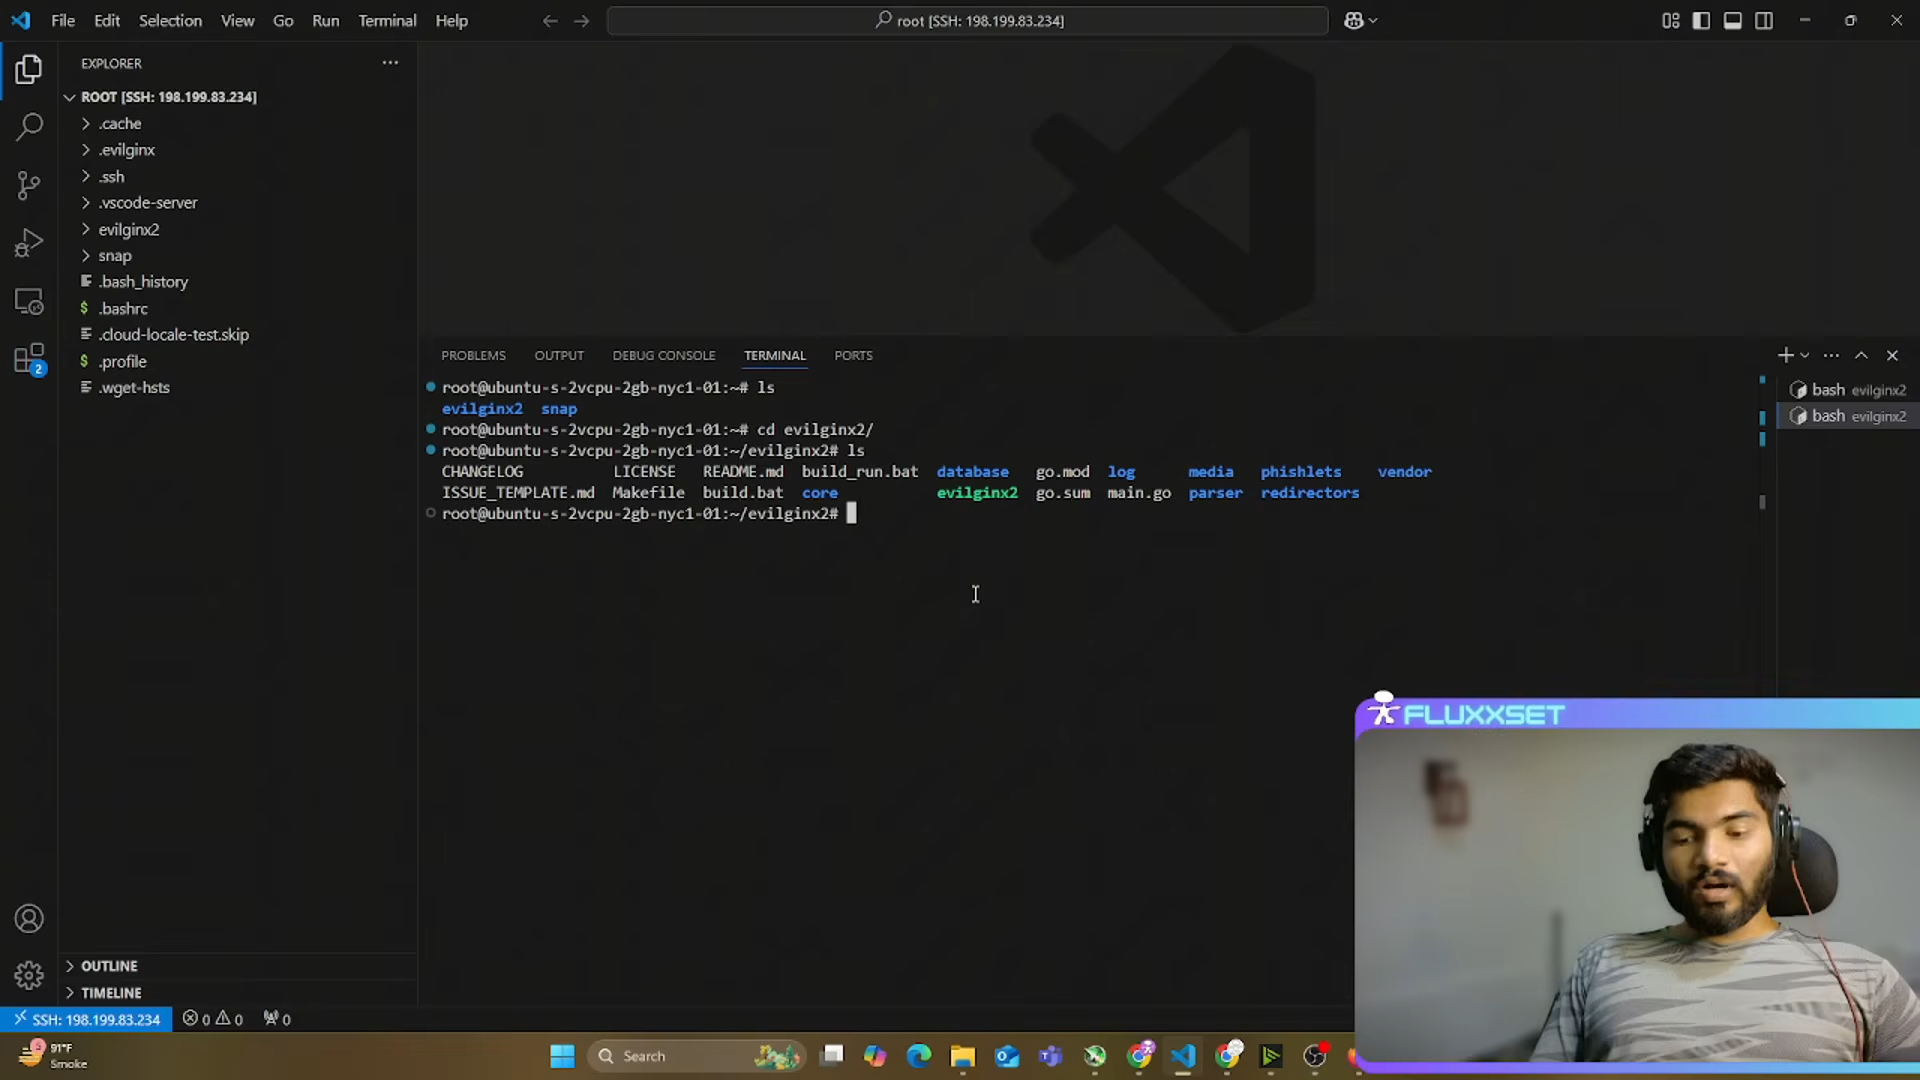 File Edit Selection View Go Run Terminal Help
root [SSH: 198.199.83.234]
EXPLORER
ROOT [SSH: 198.199.83.234]
.cache
.evilginx
.ssh
.vscode-server
evilginx2
snap
.bash_history
$ .bashrc
.cloud-locale-test.skip
$ .profile
.wget-hsts
2
OUTLINE
TIMELINE
PROBLEMS OUTPUT DEBUG CONSOLE TERMINAL PORTS
root@ubuntu-s-2vcpu-2gb-nyc1-01:~# ls
evilginx2 snap
root@ubuntu-s-2vcpu-2gb-nyc1-01:~# cd evilginx2/
root@ubuntu-s-2vcpu-2gb-nyc1-01:~/evilginx2# ls
CHANGELOG LICENSE README.md build_run.bat database go.mod log media phishlets vendor
ISSUE_TEMPLATE.md Makefile build.bat core evilginx2 go.sum main.go parser redirectors
root@ubuntu-s-2vcpu-2gb-nyc1-01:~/evilginx2#
bash evilginx2
bash evilginx2
FLUXXSET
SSH: 198.199.83.234 0 0 0
91°F
Smoke
Search